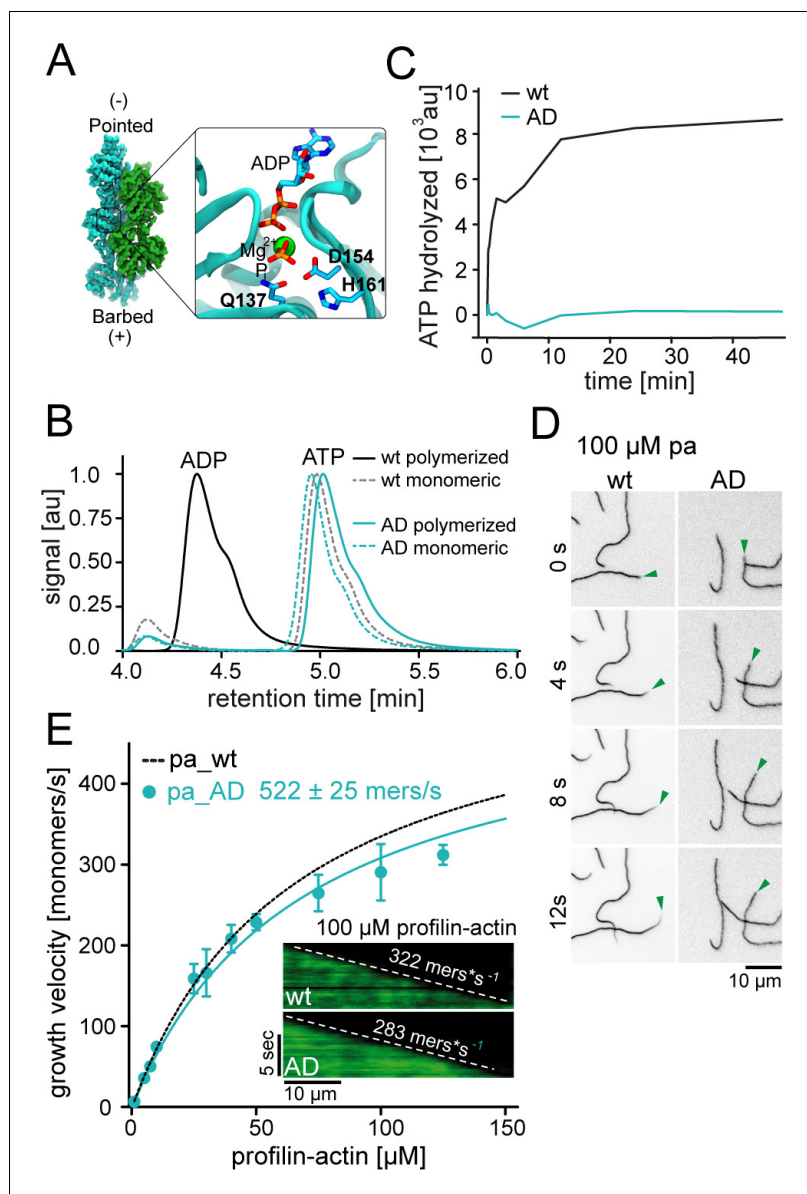 A
(-)
Pointed
Barbed
(+)
ADP
Mg2+
Pi
D154
H161
Q137
C
wt
AD
ATP hydrolyzed [10³au]
10
8
6
4
2
0
0 10 20 30 40
time [min]
B
ADP
ATP
wt polymerized
wt monomeric
AD polymerized
AD monomeric
signal [au]
1.0
0.75
0.50
0.25
0.0
4.0 4.5 5.0 5.5 6.0
retention time [min]
D
100 µM pa
wt AD
0 s
4 s
8 s
12s
10 µm
E
pa_wt
pa_AD 522 ± 25 mers/s
growth velocity [monomers/s]
400
300
200
100
0
100 µM profilin-actin
322 mers*s-1
wt
283 mers*s-1
AD
5 sec
10 µm
0 50 100 150
profilin-actin [µM]